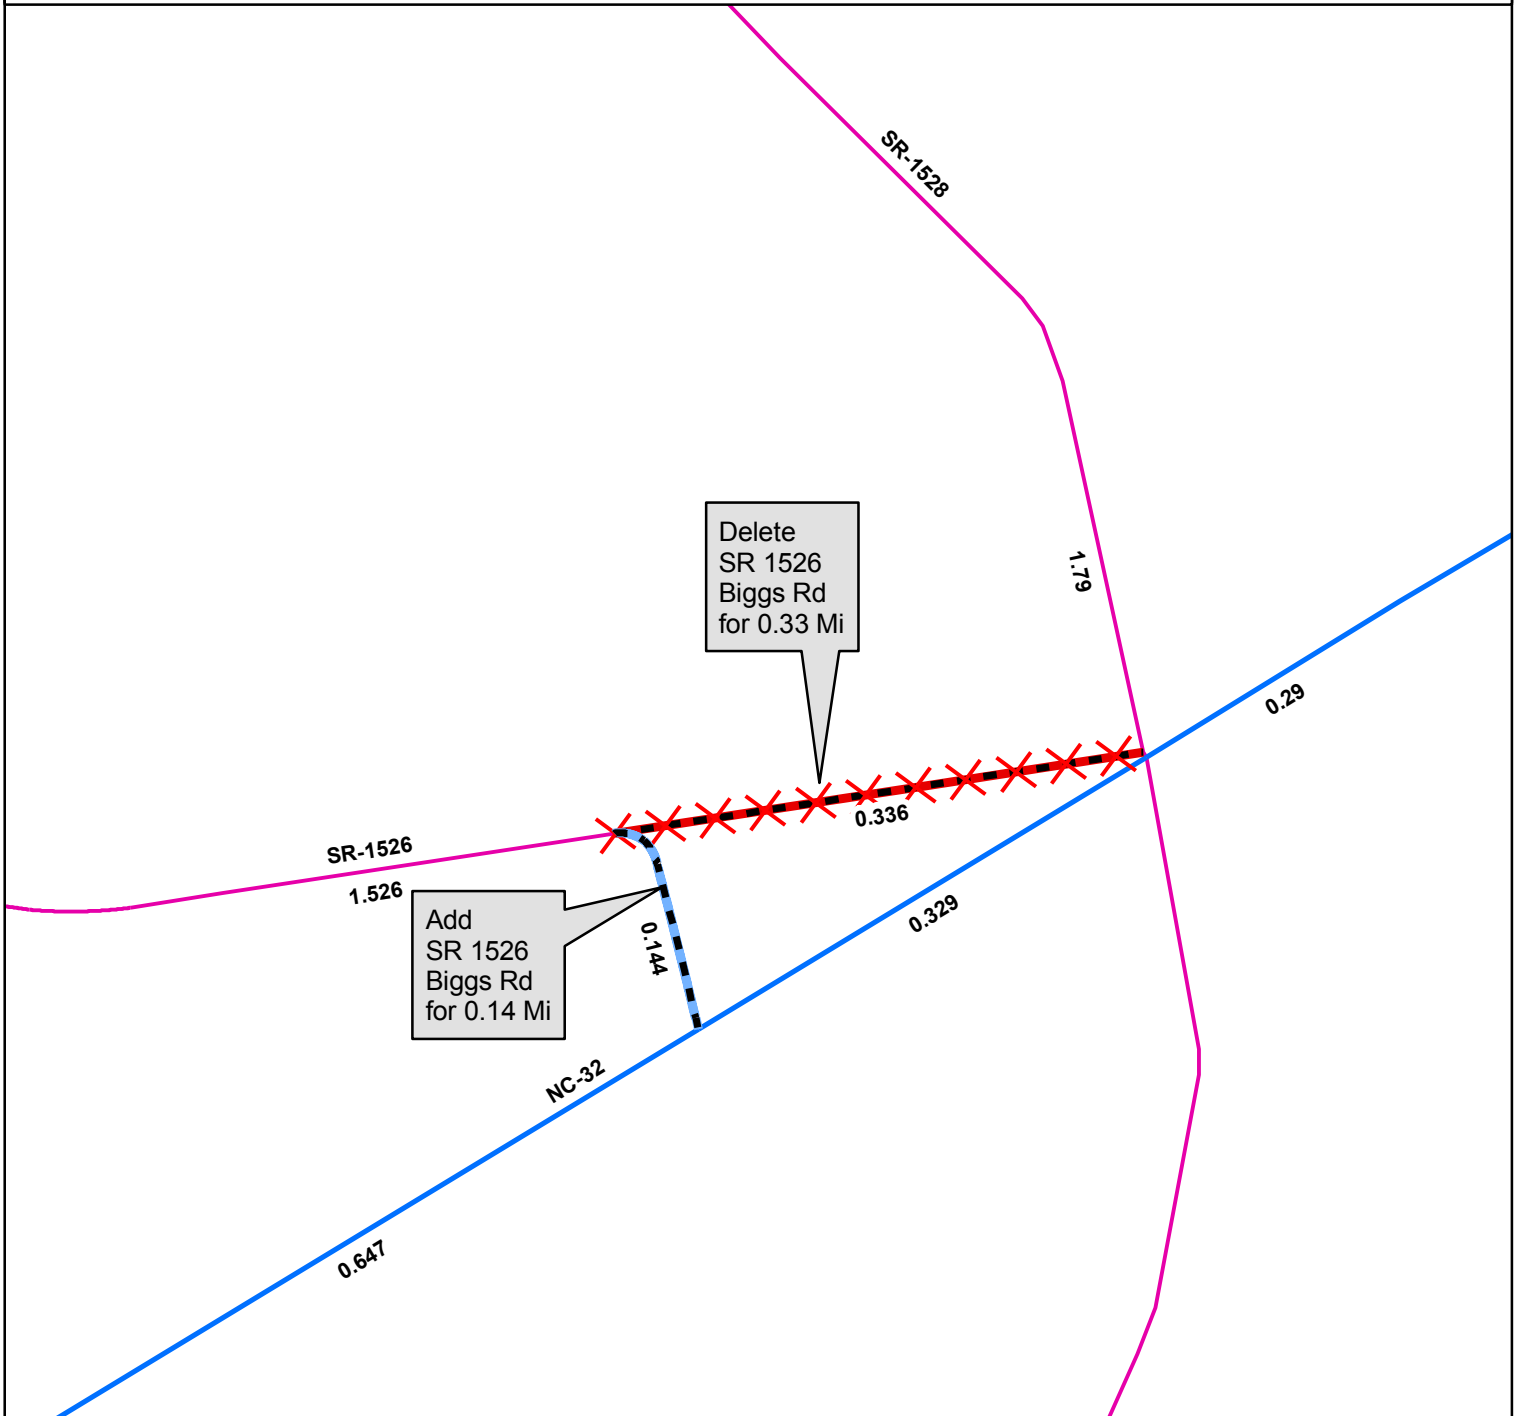 SR-1528
Delete
SR 1526
Biggs Rd
for 0.33 Mi
1.79
0.29
0.336
SR-1526
1.526
Add
SR 1526
Biggs Rd
for 0.14 Mi
0.144
0.329
NC-32
0.647